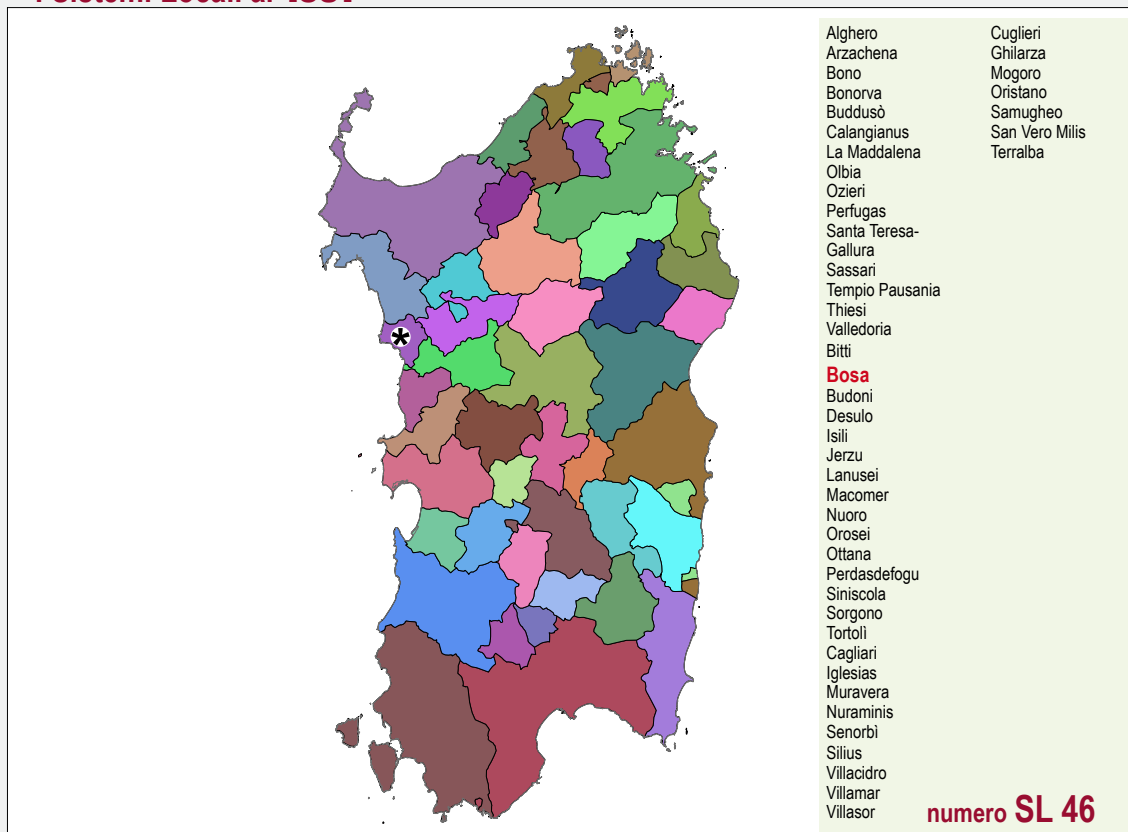 Alghero
Arzachena
Bono
Bonorva
Buddusò
Calangianus
La Maddalena
Olbia
Ozieri
Perfugas
Santa Teresa-
Gallura
Sassari
Tempio Pausania
Thiesi
Valledoria
Bitti
Bosa
Budoni
Desulo
Isili
Jerzu
Lanusei
Macomer
Nuoro
Orosei
Ottana
Perdasdefogu
Siniscola
Sorgono
Tortolì
Cagliari
Iglesias
Muravera
Nuraminis
Senorbì
Silius
Villacidro
Villamar
Villasor
Cuglieri
Ghilarza
Mogoro
Oristano
Samugheo
San Vero Milis
Terralba
*
numero SL 46